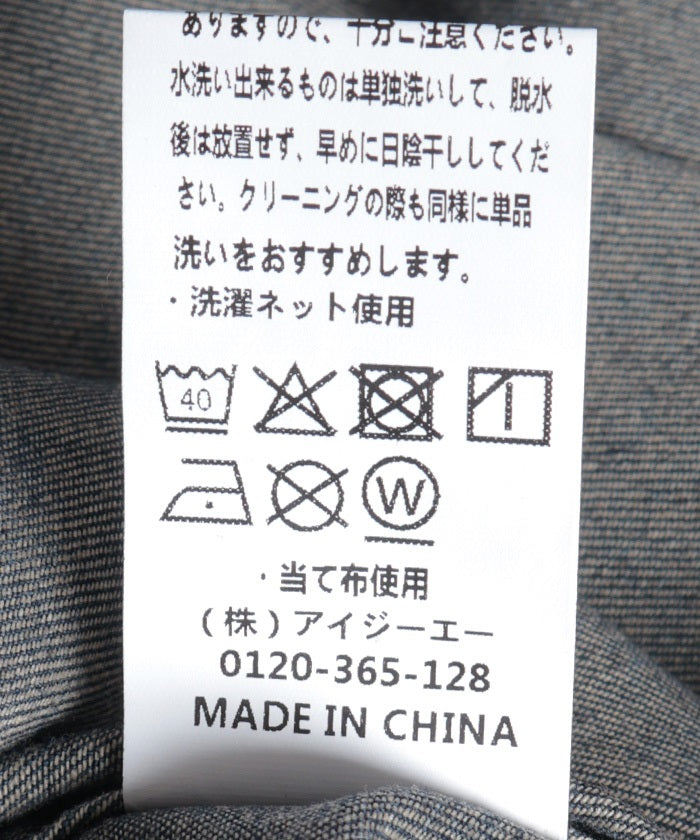 ありますので、十分ご注意ください。
水洗い出来るものは単独洗いして、脱水
後は放置せず、早めに日陰干ししてくだ
さい。クリーニングの際も同様に単品
洗いをおすすめします。
・洗濯ネット使用
40
W
・当て布使用
(株)アイジーエー
0120-365-128
MADE IN CHINA